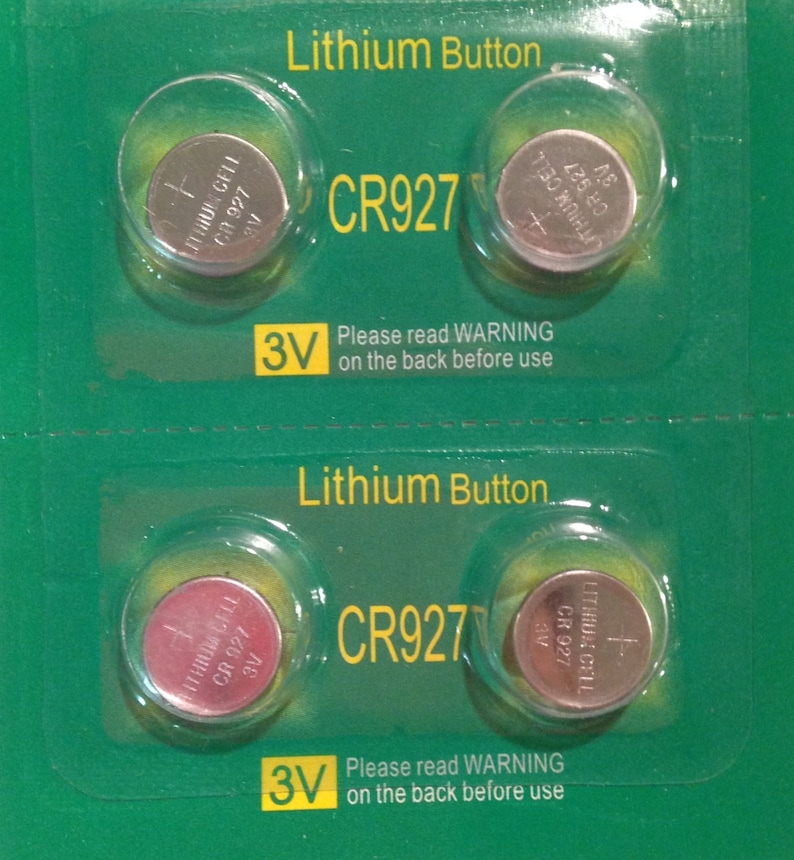 Lithium Button
+
LITHIUM CELL
CR 927
3V
CR927
+
LITHIUM CELL
CR 927
3V
3V
Please read WARNING
on the back before use
Lithium Button
+
LITHIUM CELL
CR 927
3V
CR927
+
LITHIUM CELL
CR 927
3V
3V
Please read WARNING
on the back before use